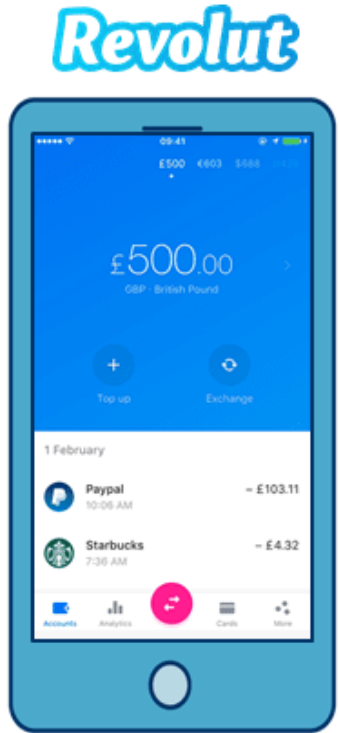 Revolut
09:41
£500 €603 $688
£500.00
GBP · British Pound
Top up Exchange
1 February
Paypal - £103.11
10:06 AM
Starbucks - £4.32
7:36 AM
Accounts Analytics Cards More